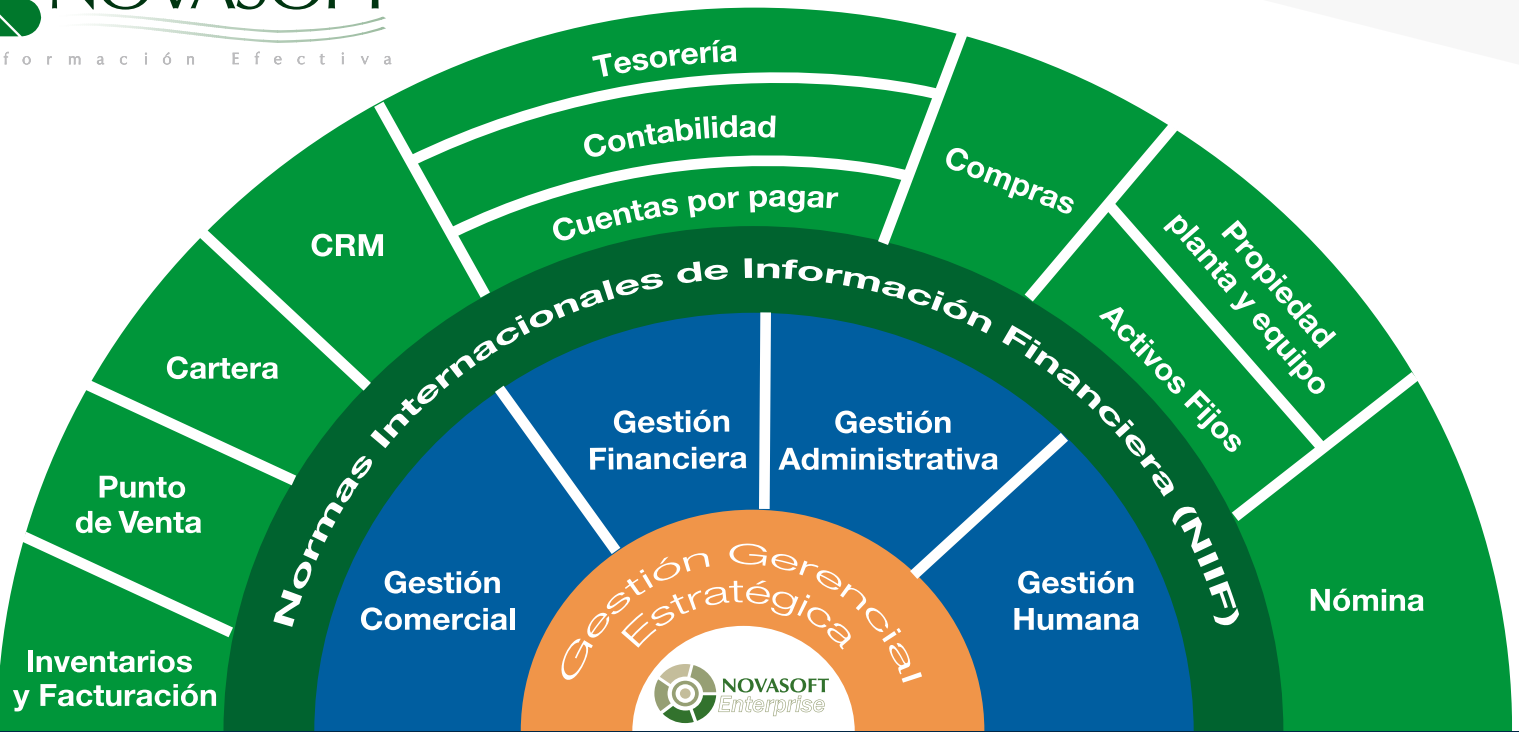 NOVASOFT
formación Efectiva
Tesorería
Contabilidad
Cuentas por pagar
Compras
Propiedad
planta y equipo
Activos Fijos
Nómina
CRM
Cartera
Punto
de Venta
Inventarios
y Facturación
Normas Internacionales de Información Financiera (NIIF)
Gestión
Comercial
Gestión
Financiera
Gestión
Administrativa
Gestión
Humana
Gestión Gerencial
Estratégica
NOVASOFT
Enterprise